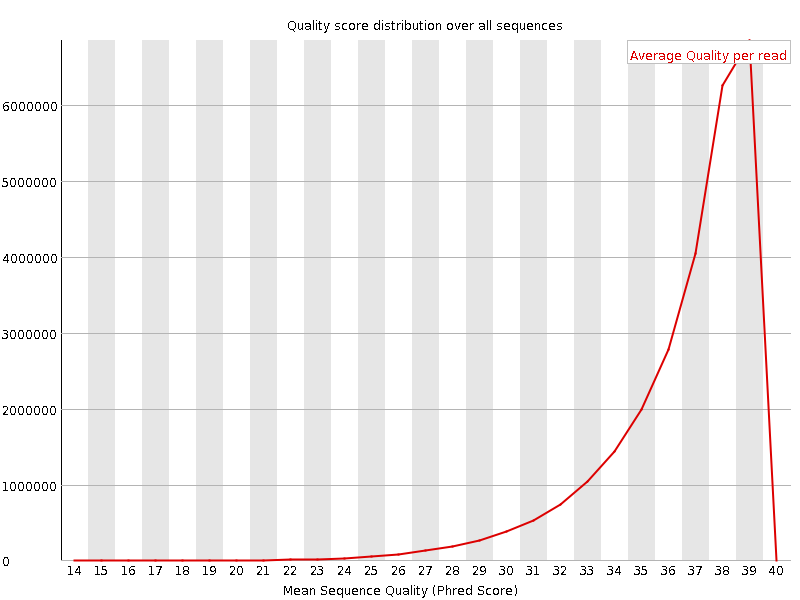 Quality score distribution over all sequences
Average Quality per read
6000000
5000000
4000000
3000000
2000000
1000000
0
14 15 16 17 18 19 20 21 22 23 24 25 26 27 28 29 30 31 32 33 34 35 36 37 38 39 40
Mean Sequence Quality (Phred Score)